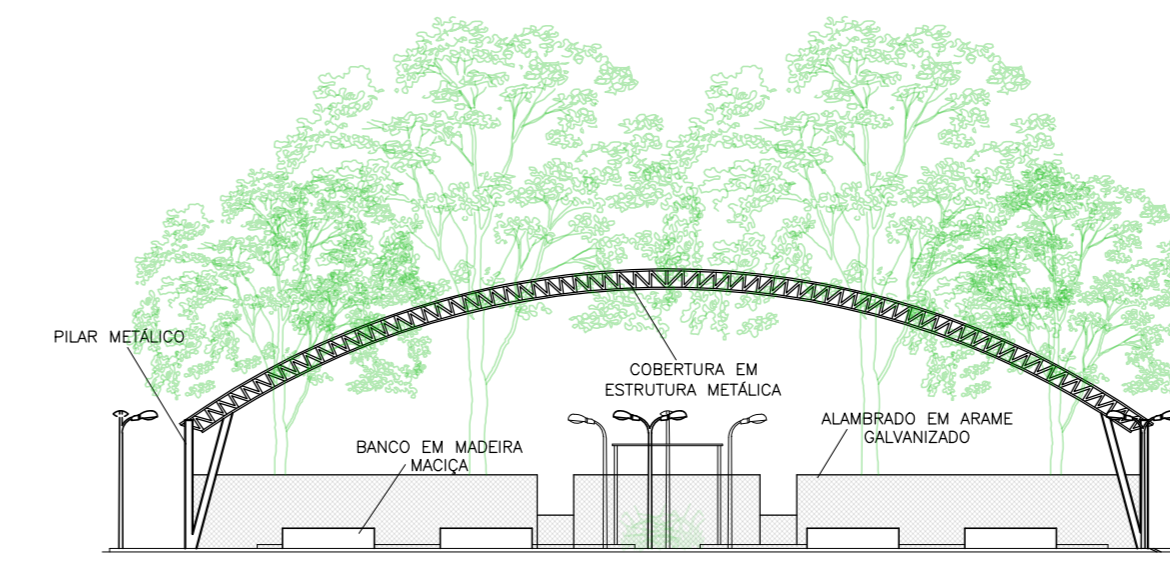 PILAR METÁLICO
COBERTURA EM
ESTRUTURA METÁLICA
ALAMBRADO EM ARAME
GALVANIZADO
BANCO EM MADEIRA
MACIÇA